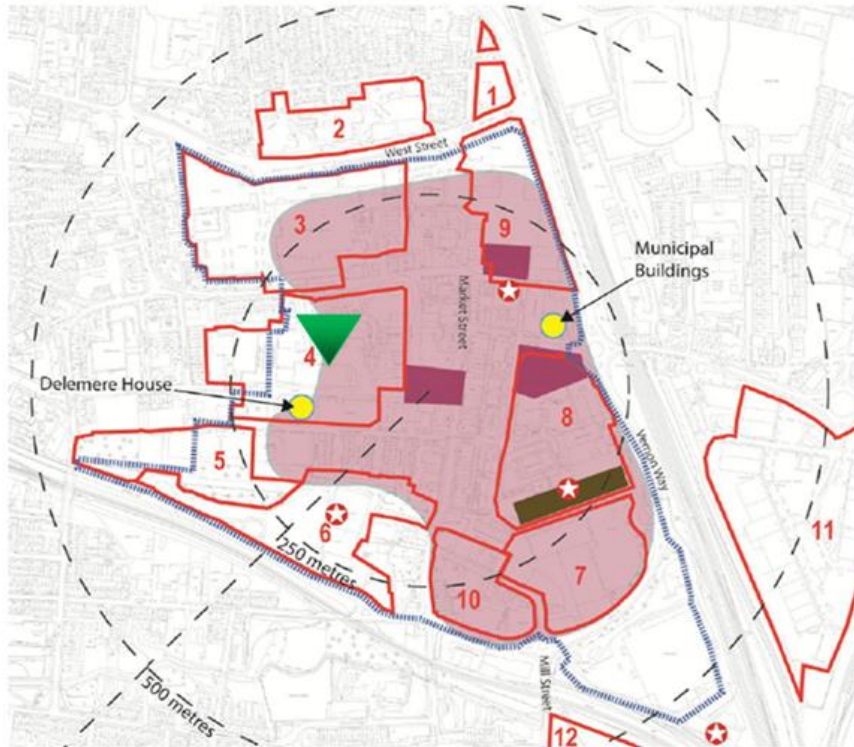 1
2
West Street
3
9
Municipal
Buildings
Market Street
4
Delemere House
8
5
Vernon Way
6
11
250 metres
7
10
500 metres
Mill Street
12